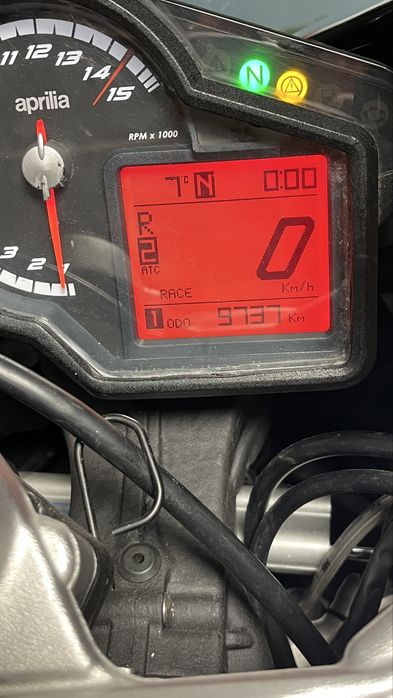 11 12 13 14 15
aprilia
RPM x 1000
N
7°C N 0:00
R
2
ATC
0
RACE Km/h
1 ODO 9737 Km
3 2 1